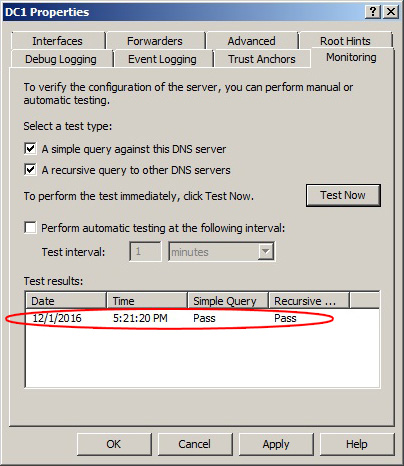 DC1 Properties
Interfaces Forwarders Advanced Root Hints
Debug Logging Event Logging Trust Anchors Monitoring
To verify the configuration of the server, you can perform manual or
automatic testing.
Select a test type:
A simple query against this DNS server
A recursive query to other DNS servers
To perform the test immediately, click Test Now. Test Now
Perform automatic testing at the following interval:
Test interval: 1 minutes
Test results:
Date Time Simple Query Recursive ...
12/1/2016 5:21:20 PM Pass Pass
OK Cancel Apply Help